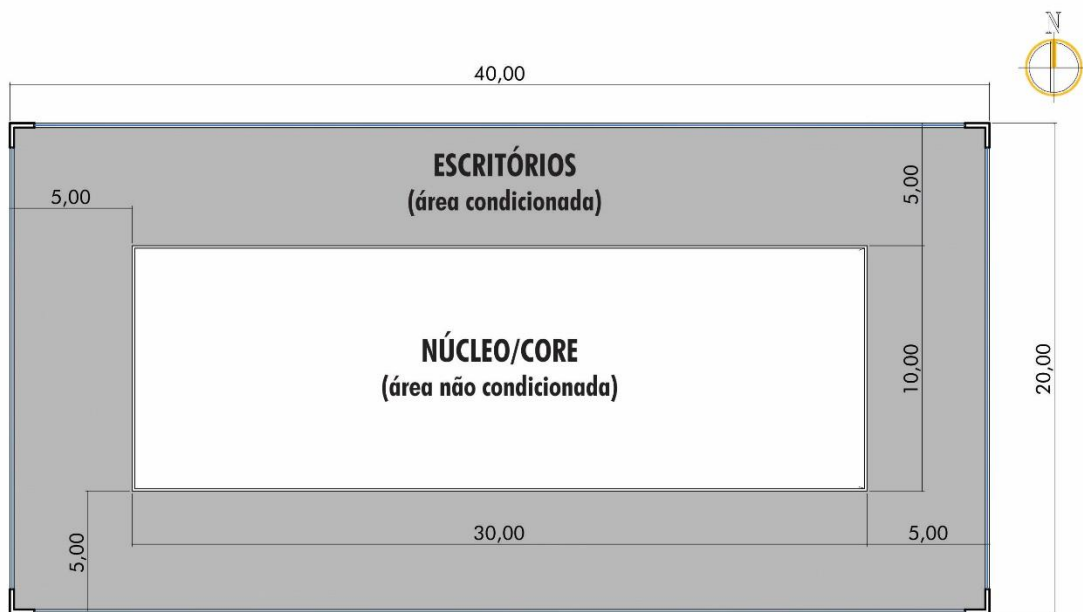 N
40,00
ESCRITÓRIOS
(área condicionada)
5,00
5,00
NÚCLEO/CORE
(área não condicionada)
10,00
20,00
30,00
5,00
5,00